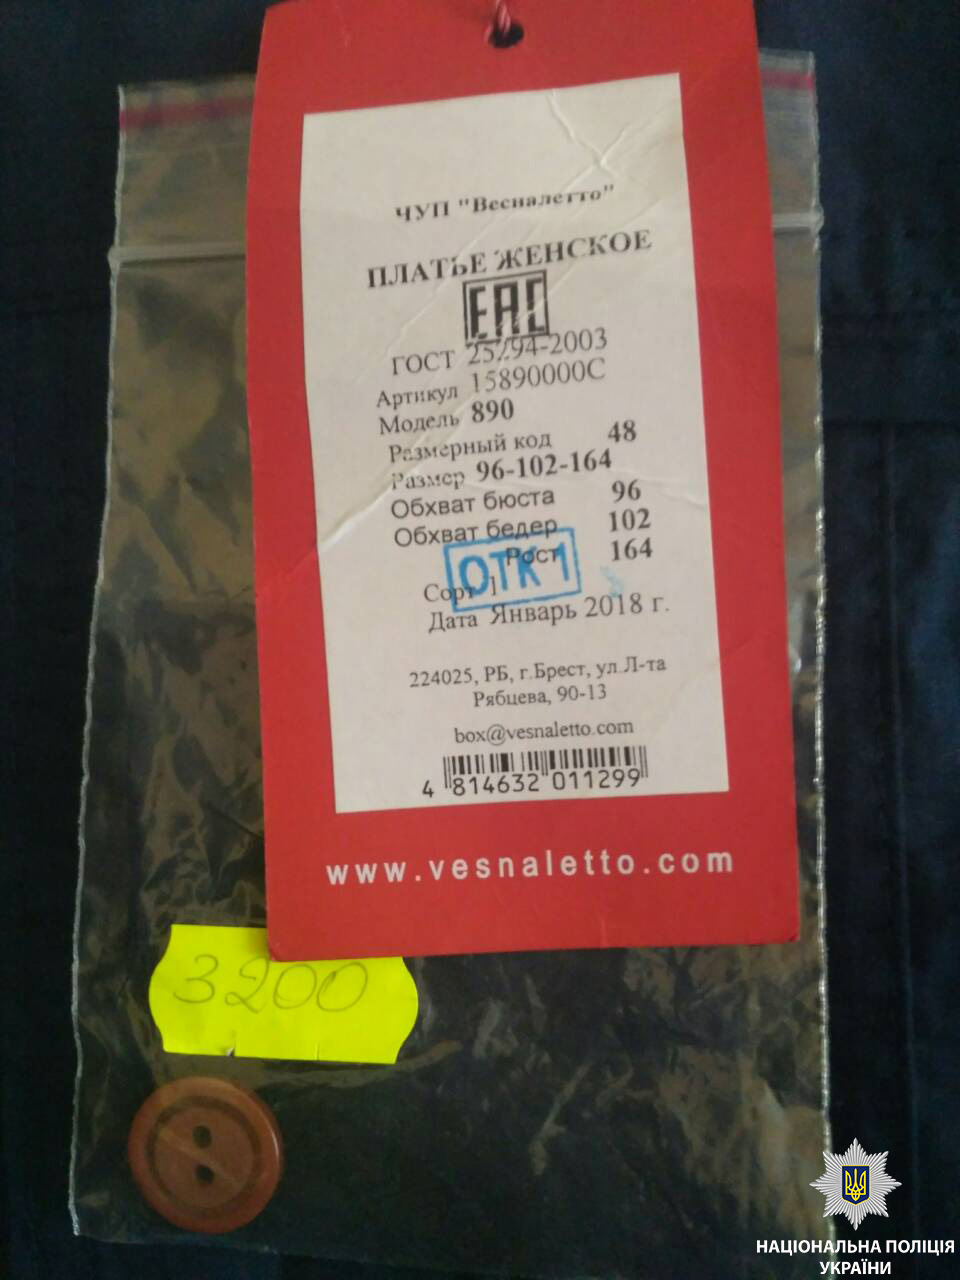 ЧУП "Весналетто"
ПЛАТЬЕ ЖЕНСКОЕ
ЕАС
ГОСТ 25294-2003
Артикул 15890000С
Модель 890
Размерный код 48
Размер 96-102-164
Обхват бюста 96
Обхват бедер 102
Рост 164
ОТК 1
Сорт 1
Дата Январь 2018 г.
224025, РБ, г.Брест, ул.Л-та
Рябцева, 90-13
box@vesnaletto.com
4 814632 011299
www.vesnaletto.com
3200
НАЦІОНАЛЬНА ПОЛІЦІЯ
УКРАЇНИ